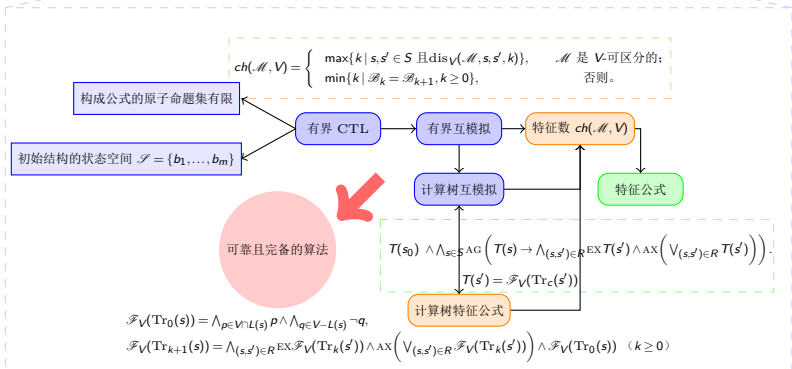 ch(ℳ, V) = { max{k | s, s′ ∈ S 且dis_V(ℳ, s, s′, k)}, ℳ 是 V-可区分的;
min{k | ℬ_k = ℬ_{k+1}, k ≥ 0}, 否则。
构成公式的原子命题集有限
有界 CTL
有界互模拟
特征数 ch(ℳ, V)
初始结构的状态空间 𝒮 = {b_1, …, b_m}
计算树互模拟
特征公式
可靠且完备的算法
T(s_0) ∧ ⋀_{s∈S} AG ( T(s) → ⋀_{(s,s′)∈R} EX T(s′) ∧ AX ( ⋁_{(s,s′)∈R} T(s′) ) ) .
T(s′) = ℱ_V(Tr_c(s′))
计算树特征公式
ℱ_V(Tr_0(s)) = ⋀_{p∈V∩L(s)} p ∧ ⋀_{q∈V−L(s)} ¬q,
ℱ_V(Tr_{k+1}(s)) = ⋀_{(s,s′)∈R} EX ℱ_V(Tr_k(s′)) ∧ AX ( ⋁_{(s,s′)∈R} ℱ_V(Tr_k(s′)) ) ∧ ℱ_V(Tr_0(s)) （k ≥ 0）